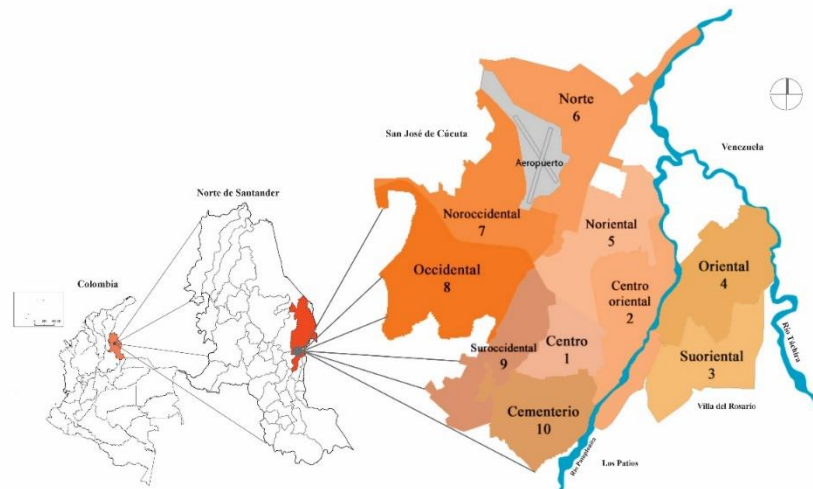 Colombia
Norte de Santander
San José de Cúcuta
Norte
6
Aeropuerto
Venezuela
Noroccidental
7
Noriental
5
Occidental
8
Centro
oriental
2
Oriental
4
Suroccidental
9
Centro
1
Suoriental
3
Río Táchira
Cementerio
10
Villa del Rosario
Río Pamplonita
Los Patios